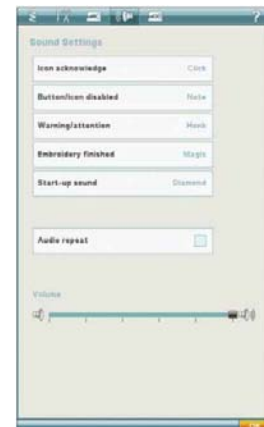 ?
Sound Settings
Icon acknowledge Click
Button/icon disabled Note
Warning/attention Honk
Embroidery finished Magic
Start-up sound Diamond
Audio repeat
Volume
OK